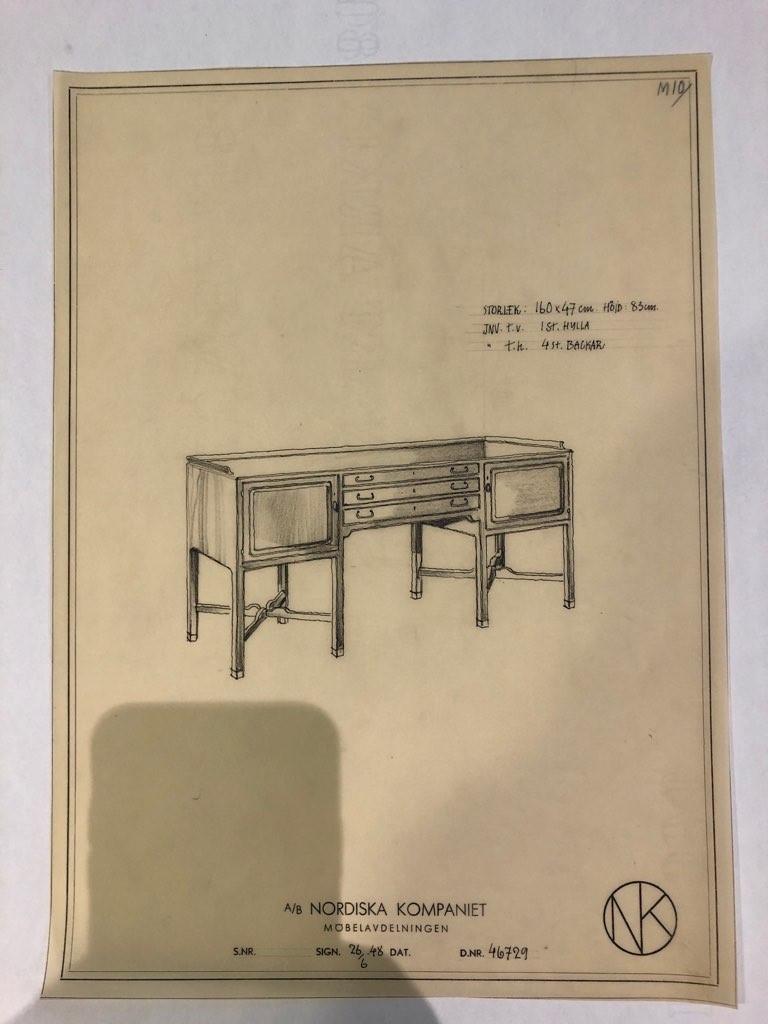 M10
STORLEK: 160 x 47 cm. HÖJD: 83 cm.
INV. t.v. 1 St. HYLLA
" t.h. 4 St. BACKAR
A/B NORDISKA KOMPANIET
MÖBELAVDELNINGEN
S.NR. SIGN. 26/6 .48 DAT. D.NR. 46729
NK